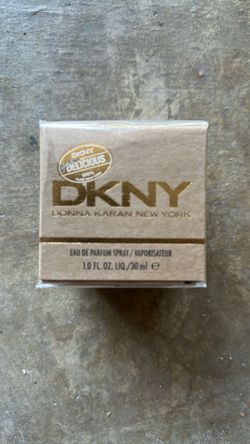 DKNY
DELICIOUS
DKNY
DONNA KARAN NEW YORK
EAU DE PARFUM SPRAY / VAPORISATEUR
1.0 FL. OZ. LIQ./30 ml e